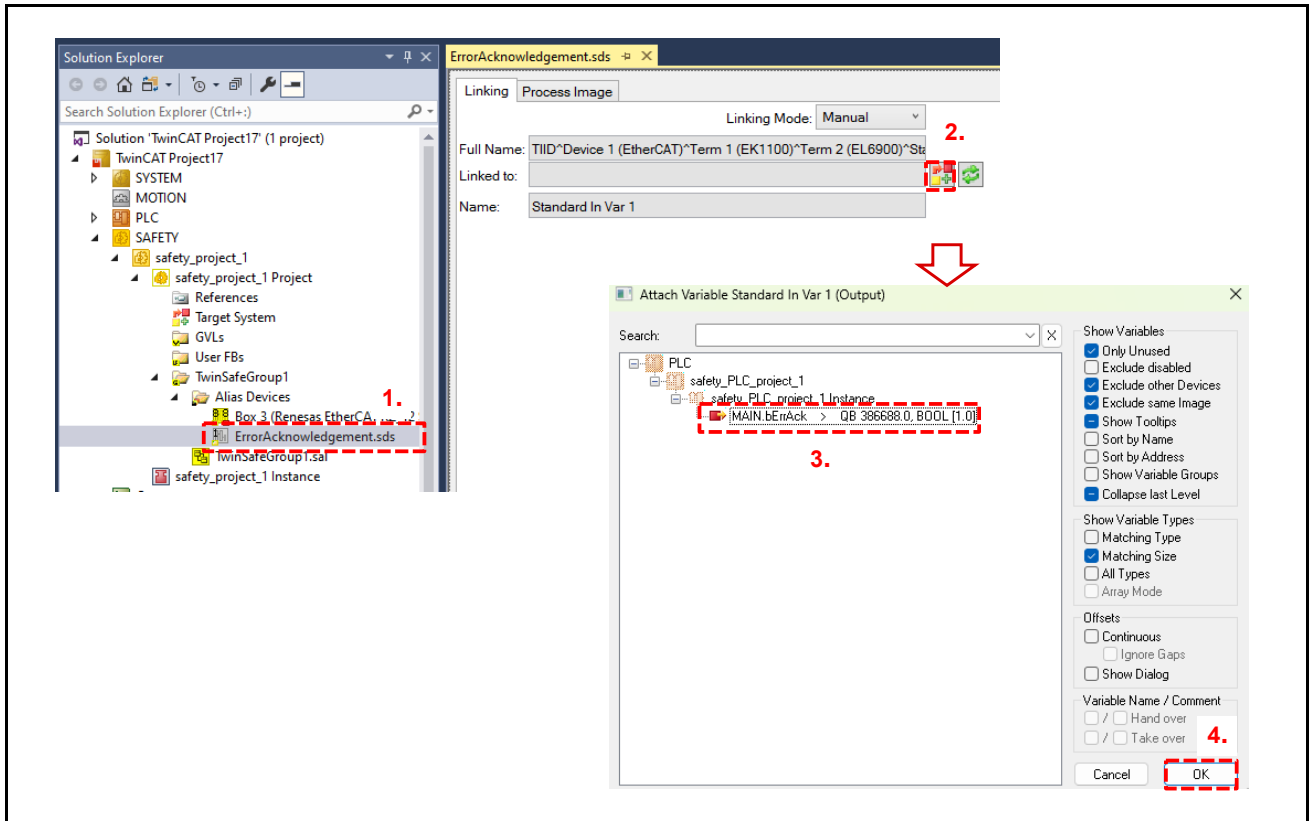 Solution Explorer
Search Solution Explorer (Ctrl+:)
Solution 'TwinCAT Project17' (1 project)
TwinCAT Project17
SYSTEM
MOTION
PLC
SAFETY
safety_project_1
safety_project_1 Project
References
Target System
GVLs
User FBs
TwinSafeGroup1
1.
Alias Devices
Box 3 (Renesas EtherCA
ErrorAcknowledgement.sds
TwinSafeGroup1.sal
safety_project_1 Instance
ErrorAcknowledgement.sds
Linking
Process Image
Linking Mode: Manual
2.
Full Name: TIID^Device 1 (EtherCAT)^Term 1 (EK1100)^Term 2 (EL6900)^Sta
Linked to:
Name: Standard In Var 1
Attach Variable Standard In Var 1 (Output)
Search:
X
PLC
safety_PLC_project_1
safety_PLC_project_1 Instance
MAIN.bErrAck > QB 386688.0, BOOL [1.0]
3.
Show Variables
Only Unused
Exclude disabled
Exclude other Devices
Exclude same Image
Show Tooltips
Sort by Name
Sort by Address
Show Variable Groups
Collapse last Level
Show Variable Types
Matching Type
Matching Size
All Types
Array Mode
Offsets
Continuous
Ignore Gaps
Show Dialog
Variable Name / Comment
/ Hand over
/ Take over
4.
Cancel
OK